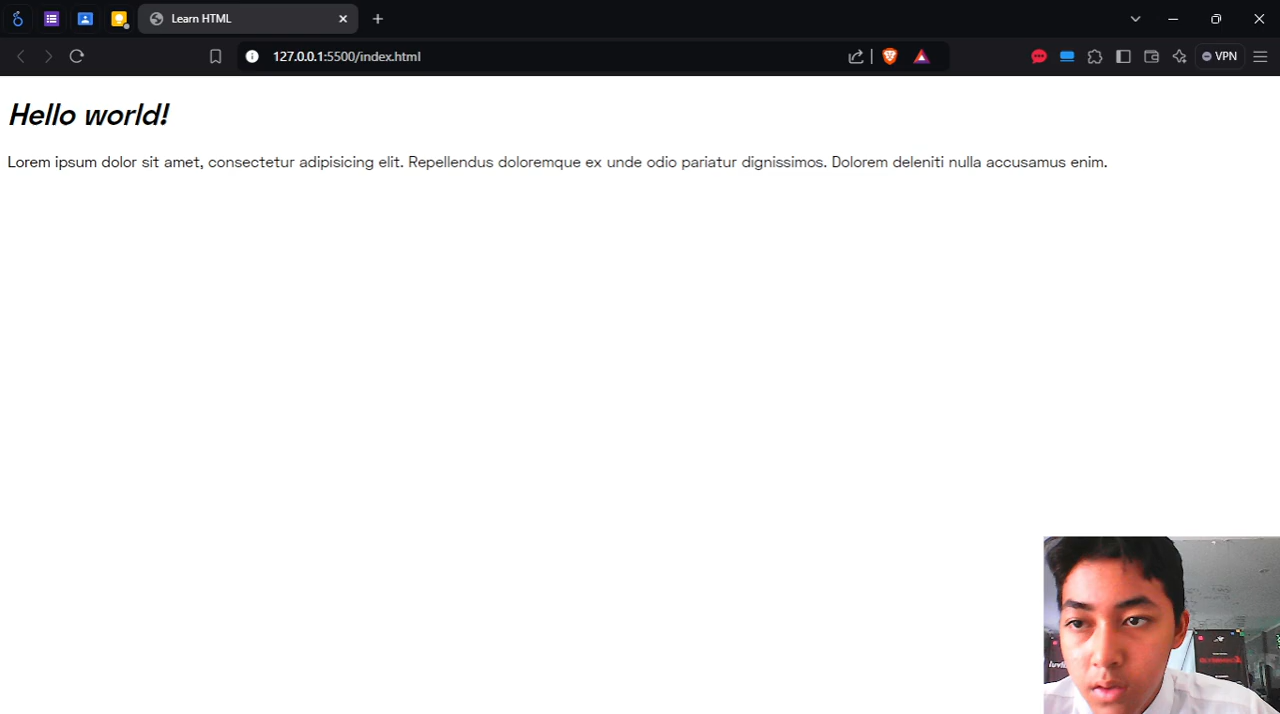 Learn HTML
127.0.0.1:5500/index.html
VPN
Hello world!
Lorem ipsum dolor sit amet, consectetur adipisicing elit. Repellendus doloremque ex unde odio pariatur dignissimos. Dolorem deleniti nulla accusamus enim.